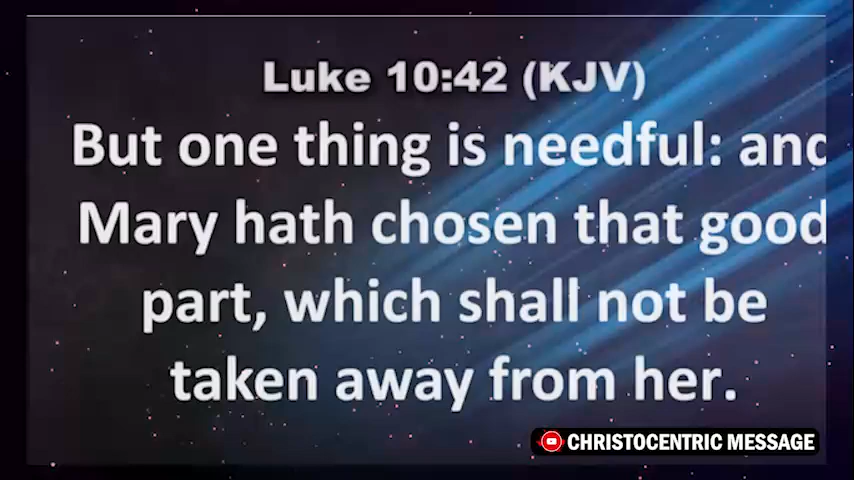 Luke 10:42 (KJV)
But one thing is needful: and
Mary hath chosen that good
part, which shall not be
taken away from her.
CHRISTOCENTRIC MESSAGE